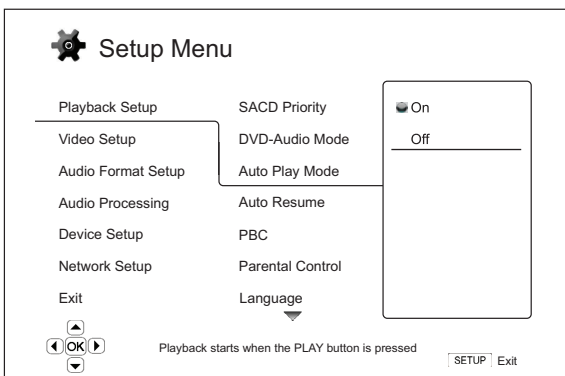 Setup Menu
Playback Setup
Video Setup
Audio Format Setup
Audio Processing
Device Setup
Network Setup
Exit
SACD Priority
DVD-Audio Mode
Auto Play Mode
Auto Resume
PBC
Parental Control
Language
On
Off
OK
Playback starts when the PLAY button is pressed
SETUP Exit